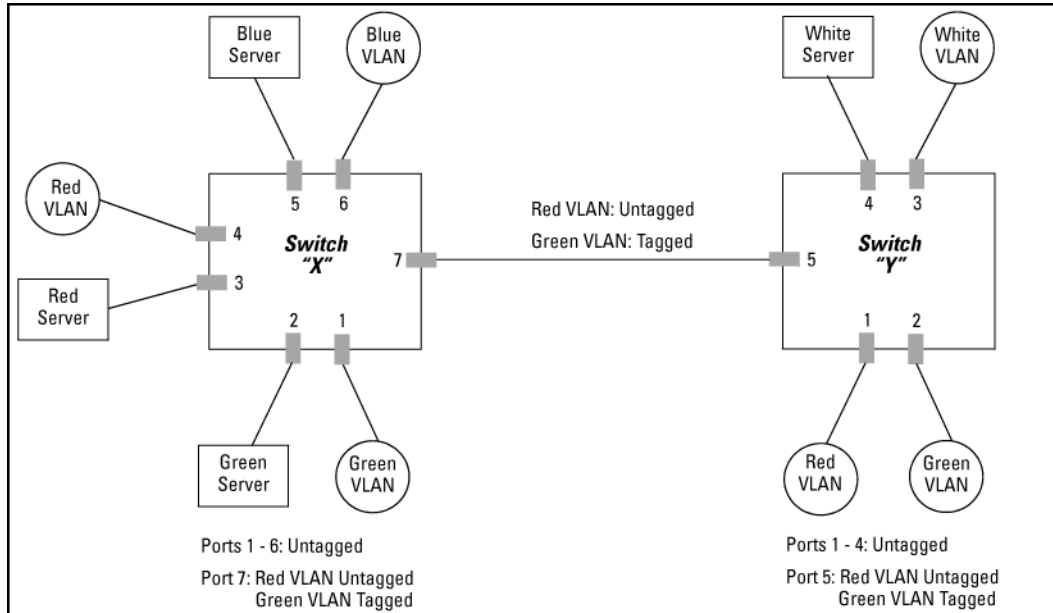 Blue
Server
Blue
VLAN
White
Server
White
VLAN
Red
VLAN
Red
Server
5
6
4
3
Switch
"X"
7
2
1
Red VLAN: Untagged
Green VLAN: Tagged
4
3
Switch
"Y"
5
1
2
Green
Server
Green
VLAN
Red
VLAN
Green
VLAN
Ports 1 - 6: Untagged
Port 7: Red VLAN Untagged
Green VLAN Tagged
Ports 1 - 4: Untagged
Port 5: Red VLAN Untagged
Green VLAN Tagged